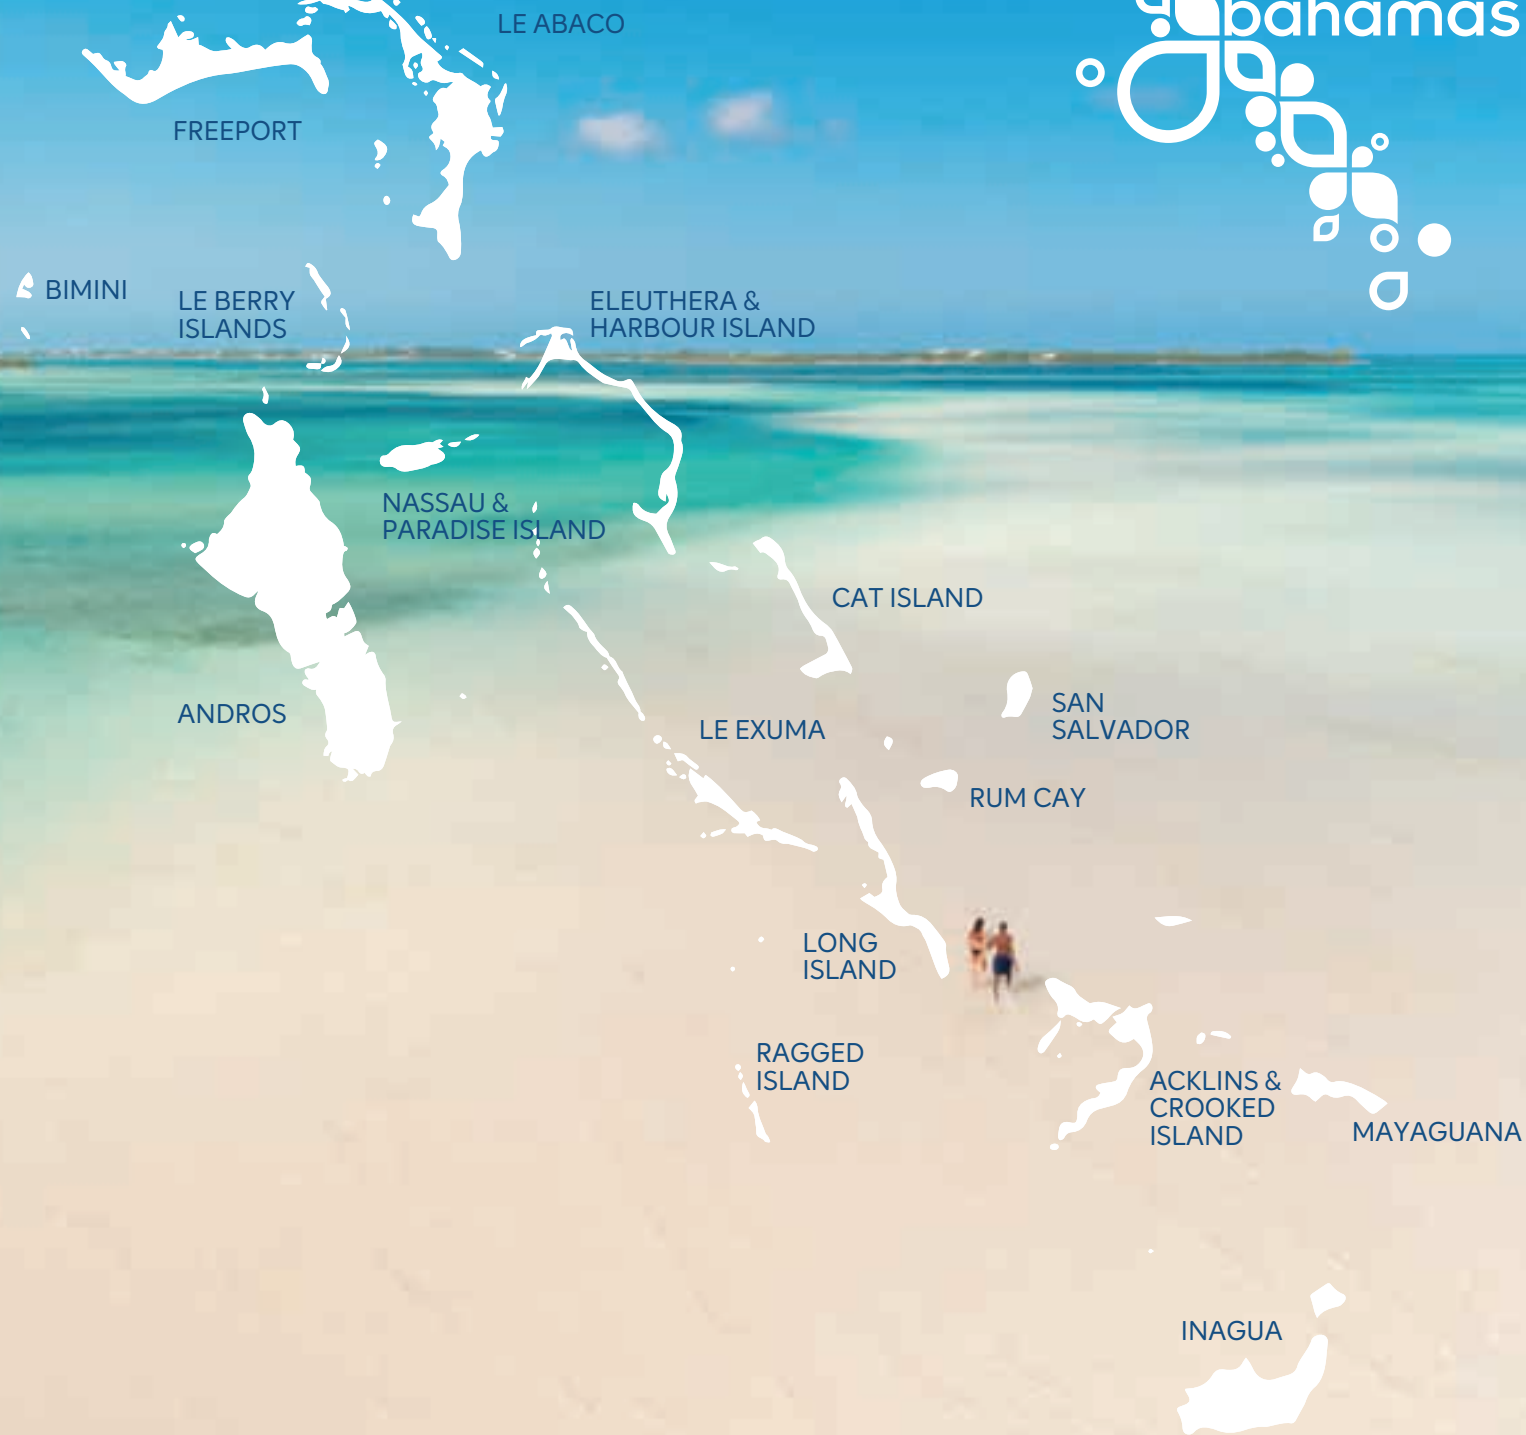 LE ABACO
bahamas
FREEPORT
BIMINI
LE BERRY
ISLANDS
ELEUTHERA &
HARBOUR ISLAND
NASSAU &
PARADISE ISLAND
CAT ISLAND
ANDROS
LE EXUMA
SAN
SALVADOR
RUM CAY
LONG
ISLAND
RAGGED
ISLAND
ACKLINS &
CROOKED
ISLAND
MAYAGUANA
INAGUA